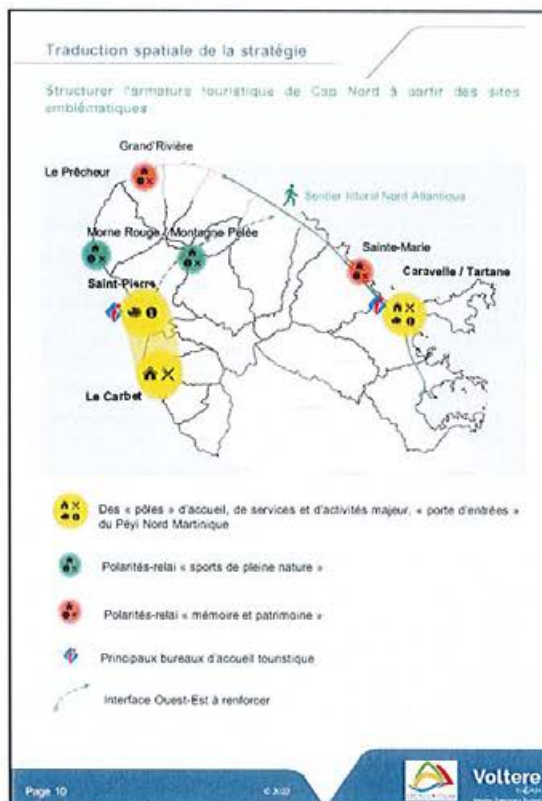 Traduction spatiale de la stratégie
Structurer l'armature touristique de Cap Nord à partir des sites
emblématiques
Grand'Rivière
Le Prêcheur
Sentier littoral Nord Atlantique
Morne Rouge / Montagne Pelée
Sainte-Marie
Caravelle / Tartane
Saint-Pierre
Le Carbet
Des « pôles » d'accueil, de services et d'activités majeur, « porte d'entrées »
du Péyi Nord Martinique
Polarités-relai « sports de pleine nature »
Polarités-relai « mémoire et patrimoine »
Principaux bureaux d'accueil touristique
Interface Ouest-Est à renforcer
Page 10
Voltere